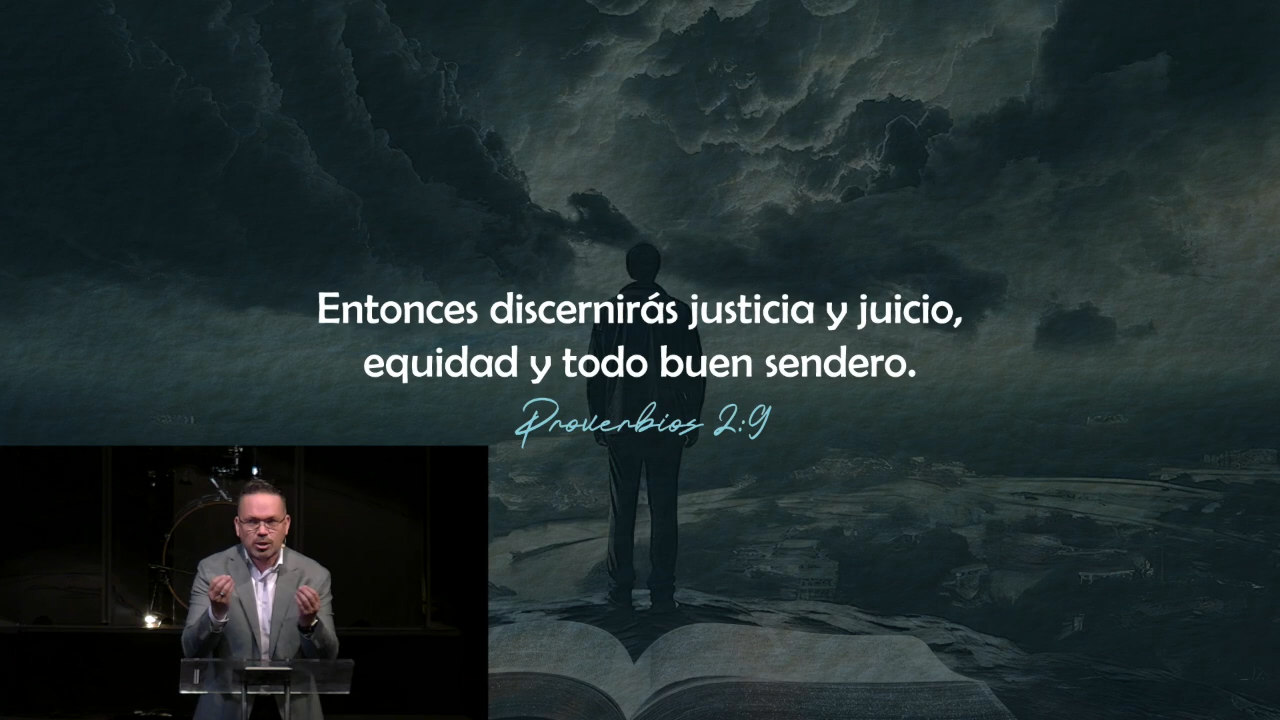 Entonces discernirás justicia y juicio,
equidad y todo buen sendero.
Proverbios 2:9